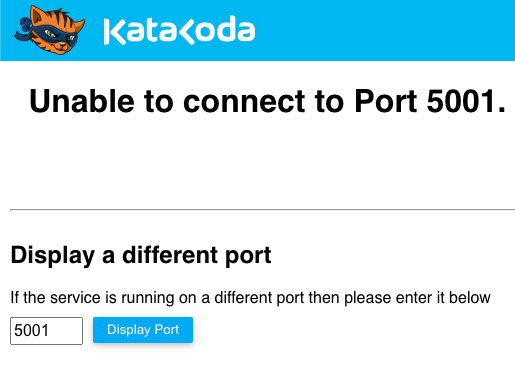 Katakoda
Unable to connect to Port 5001.
Display a different port
If the service is running on a different port then please enter it below
5001 Display Port